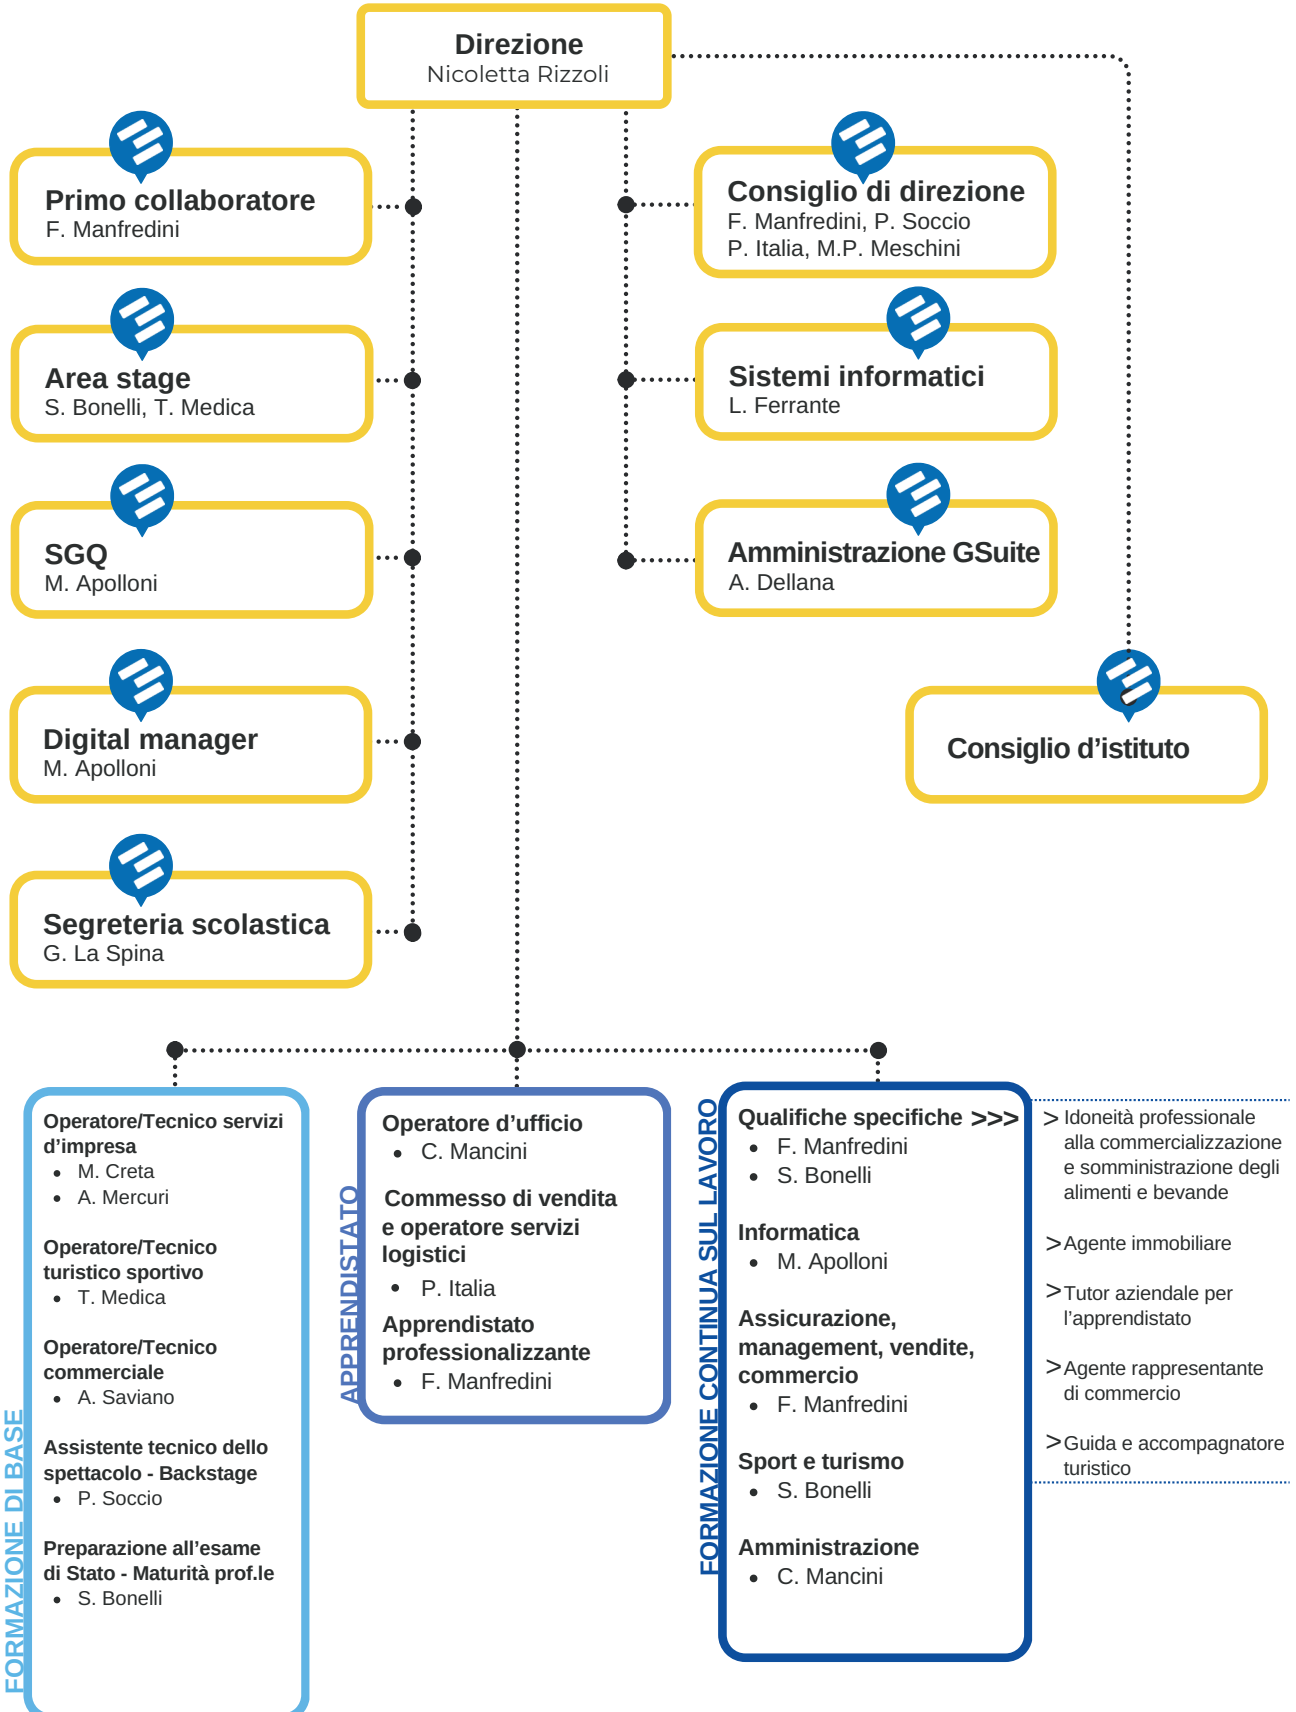 Direzione
Nicoletta Rizzoli
Primo collaboratore
F. Manfredini
Area stage
S. Bonelli, T. Medica
SGQ
M. Apolloni
Digital manager
M. Apolloni
Segreteria scolastica
G. La Spina
Consiglio di direzione
F. Manfredini, P. Soccio
P. Italia, M.P. Meschini
Sistemi informatici
L. Ferrante
Amministrazione GSuite
A. Dellana
Consiglio d’istituto
FORMAZIONE DI BASE
Operatore/Tecnico servizi
d’impresa
• M. Creta
• A. Mercuri
Operatore/Tecnico
turistico sportivo
• T. Medica
Operatore/Tecnico
commerciale
• A. Saviano
Assistente tecnico dello
spettacolo - Backstage
• P. Soccio
Preparazione all’esame
di Stato - Maturità prof.le
• S. Bonelli
APPRENDISTATO
Operatore d’ufficio
• C. Mancini
Commesso di vendita
e operatore servizi
logistici
• P. Italia
Apprendistato
professionalizzante
• F. Manfredini
FORMAZIONE CONTINUA SUL LAVORO
Qualifiche specifiche >>>
• F. Manfredini
• S. Bonelli
Informatica
• M. Apolloni
Assicurazione,
management, vendite,
commercio
• F. Manfredini
Sport e turismo
• S. Bonelli
Amministrazione
• C. Mancini
> Idoneità professionale
alla commercializzazione
e somministrazione degli
alimenti e bevande
> Agente immobiliare
> Tutor aziendale per
l’apprendistato
> Agente rappresentante
di commercio
> Guida e accompagnatore
turistico